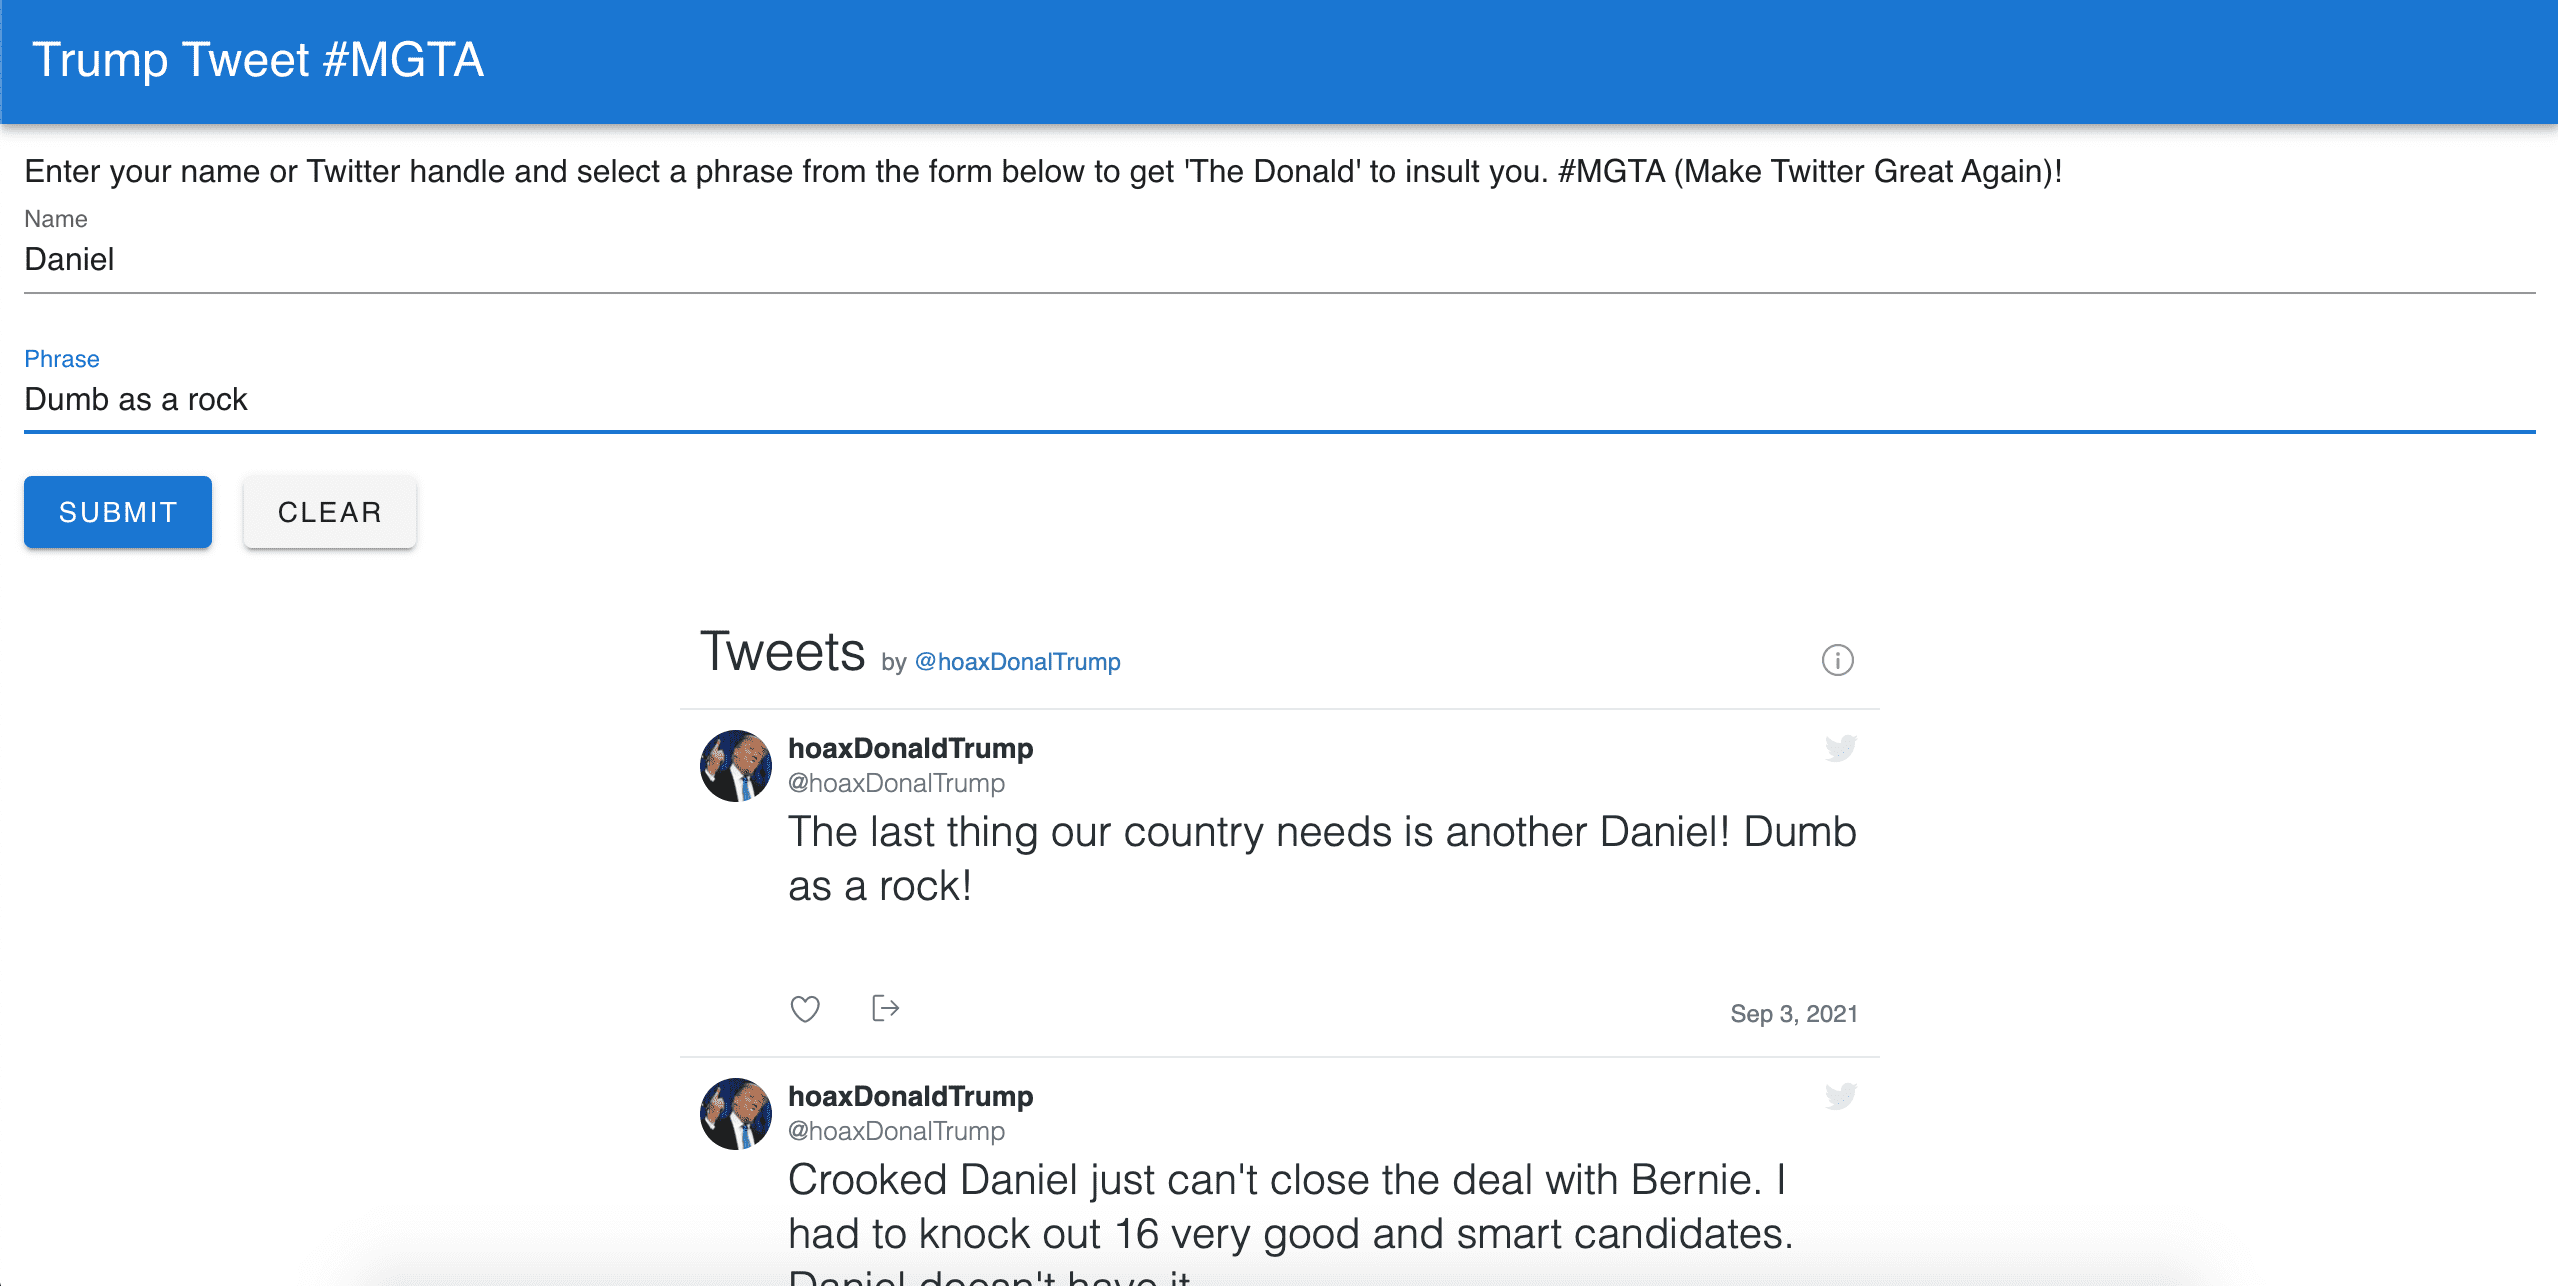 Trump Tweet #MGTA
Enter your name or Twitter handle and select a phrase from the form below to get 'The Donald' to insult you. #MGTA (Make Twitter Great Again)!
Name
Daniel
Phrase
Dumb as a rock
SUBMIT CLEAR
Tweets by @hoaxDonalTrump
hoaxDonaldTrump
@hoaxDonalTrump
The last thing our country needs is another Daniel! Dumb
as a rock!
Sep 3, 2021
hoaxDonaldTrump
@hoaxDonalTrump
Crooked Daniel just can't close the deal with Bernie. I
had to knock out 16 very good and smart candidates.
Daniel doesn't have it